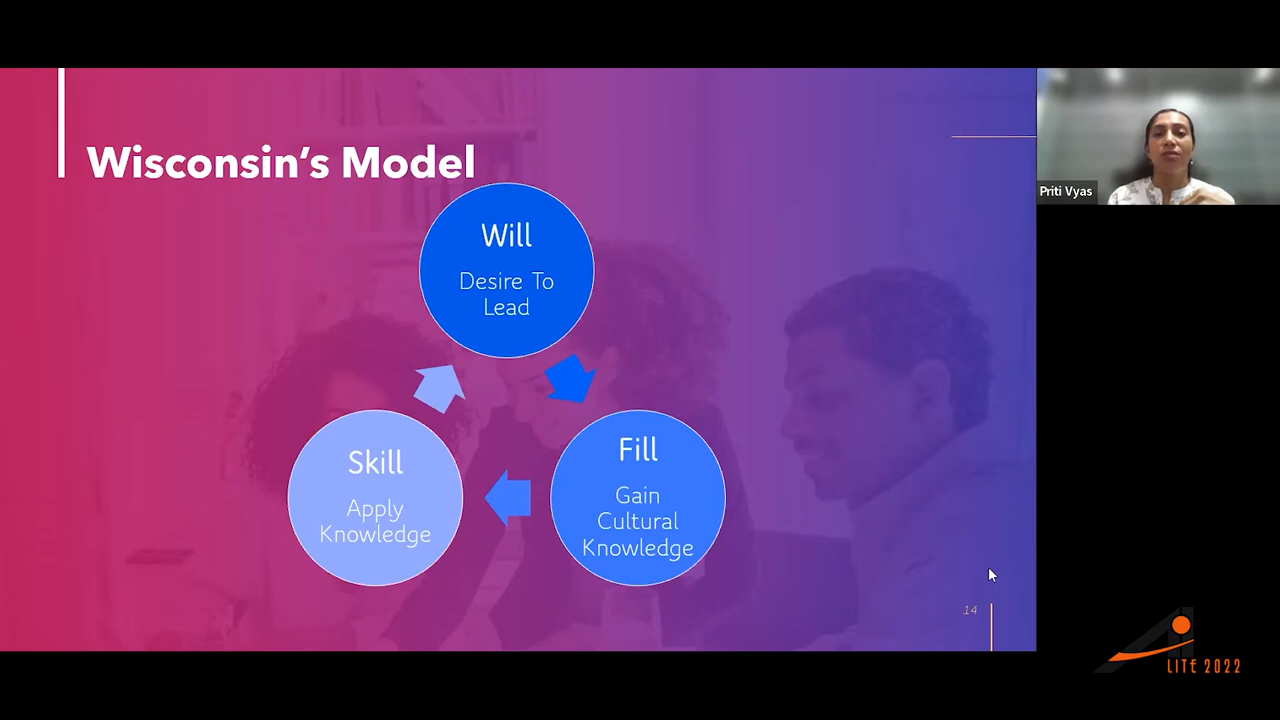 Wisconsin's Model
Will
Desire To
Lead
Fill
Gain
Cultural
Knowledge
Skill
Apply
Knowledge
14
Priti Vyas
LITE 2022